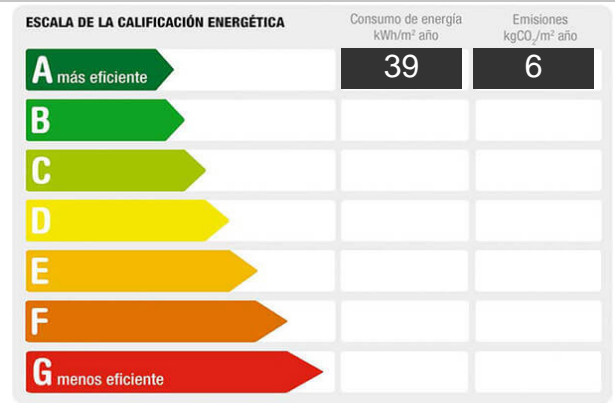 ESCALA DE LA CALIFICACIÓN ENERGÉTICA
Consumo de energía
kWh/m² año
Emisiones
kgCO₂/m² año
A más eficiente
39
6
B
C
D
E
F
G menos eficiente